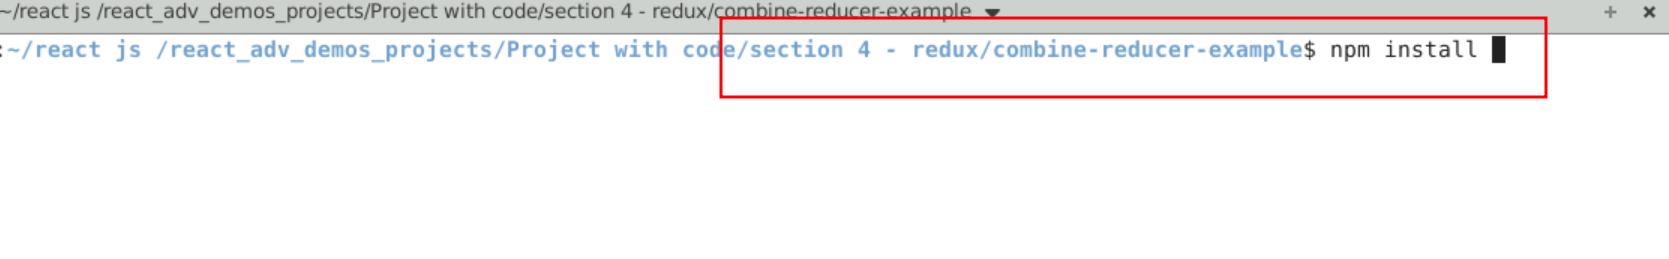 ~/react js /react_adv_demos_projects/Project with code/section 4 - redux/combine-reducer-example
:~/react js /react_adv_demos_projects/Project with code/section 4 - redux/combine-reducer-example$ npm install